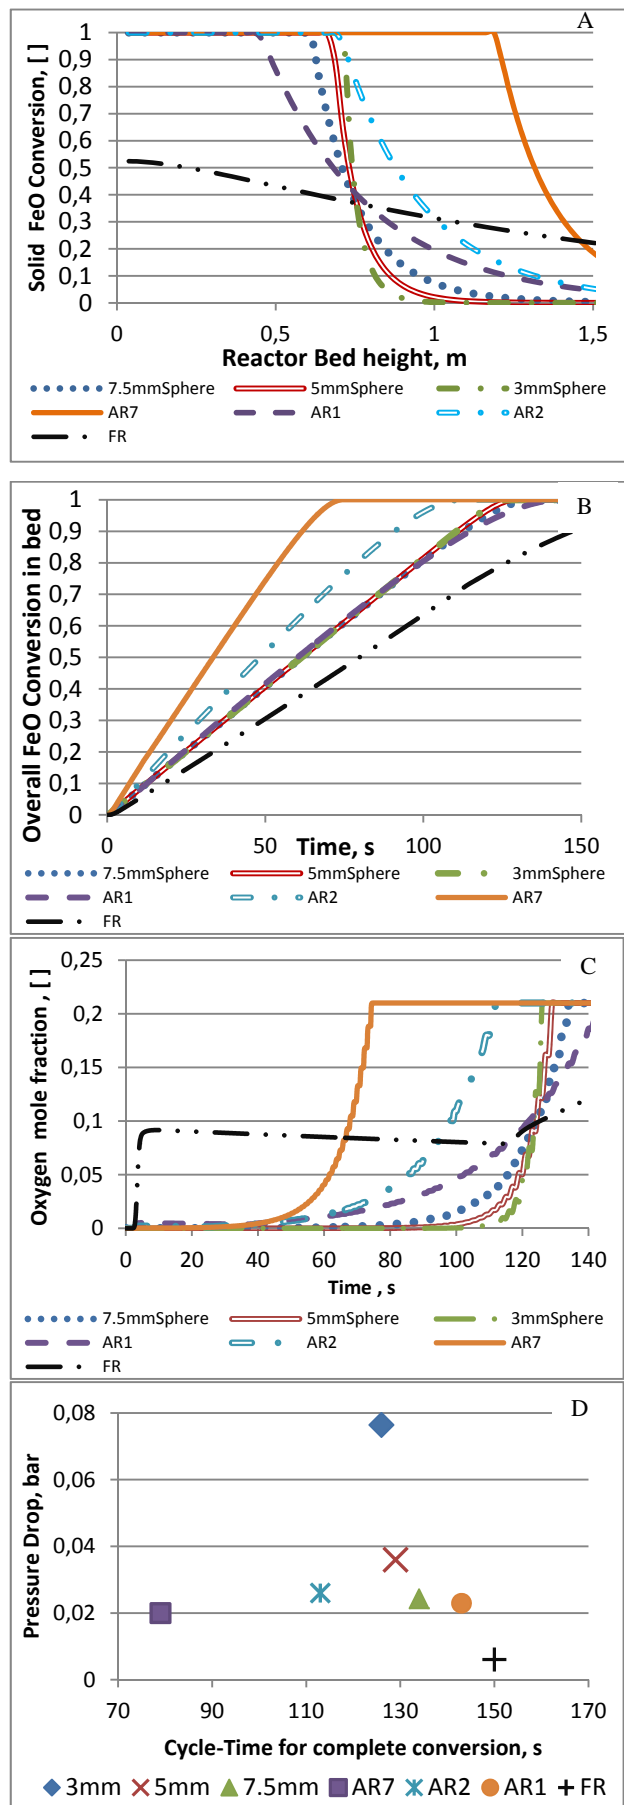 A
1
0,9
0,8
0,7
0,6
0,5
0,4
0,3
0,2
0,1
0
Solid FeO Conversion, [ ]
0 0,5 1 1,5
Reactor Bed height, m
7.5mmSphere 5mmSphere 3mmSphere
AR7 AR1 AR2
FR
B
1
0,9
0,8
0,7
0,6
0,5
0,4
0,3
0,2
0,1
0
Overall FeO Conversion in bed
0 50 100 150
Time, s
7.5mmSphere 5mmSphere 3mmSphere
AR1 AR2 AR7
FR
C
0,25
0,2
0,15
0,1
0,05
0
Oxygen mole fraction , [ ]
0 20 40 60 80 100 120 140
Time , s
7.5mmSphere 5mmSphere 3mmSphere
AR1 AR2 AR7
FR
D
0,08
0,06
0,04
0,02
0
Pressure Drop, bar
70 90 110 130 150 170
Cycle-Time for complete conversion, s
3mm 5mm 7.5mm AR7 AR2 AR1 FR